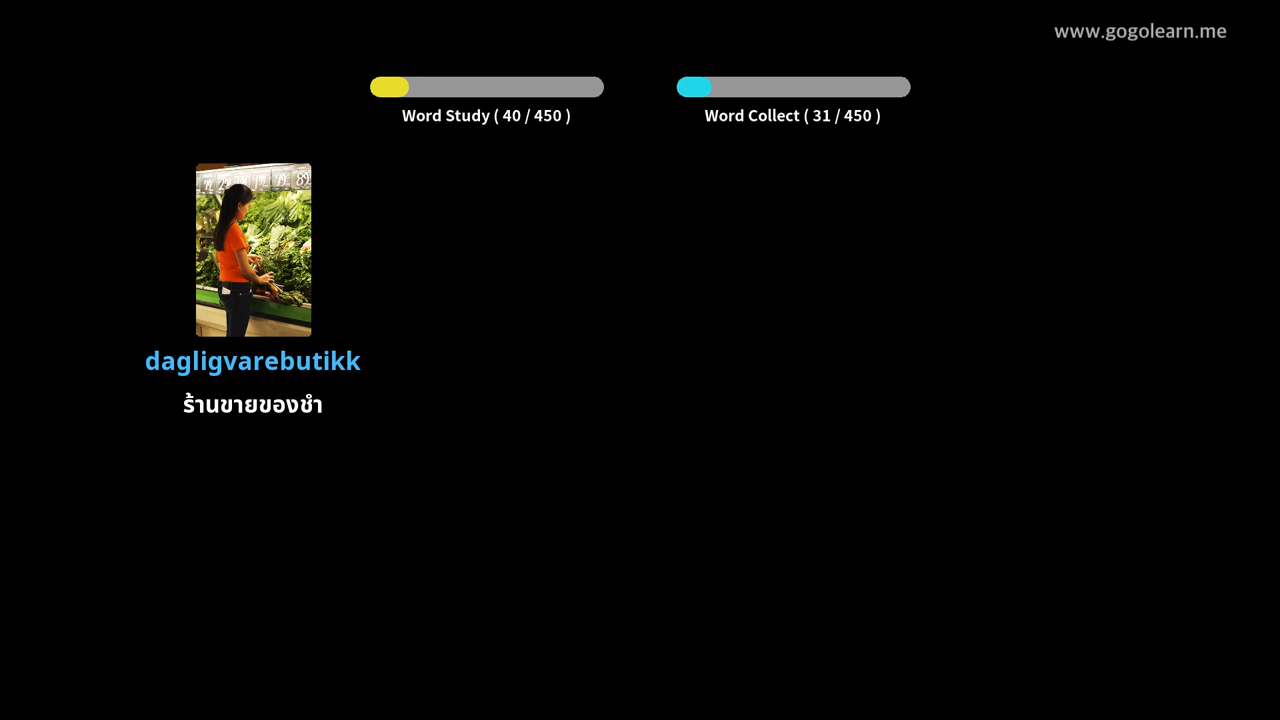 www.gogolearn.me
Word Study ( 40 / 450 )
Word Collect ( 31 / 450 )
dagligvarebutikk
ร้านขายของชำ